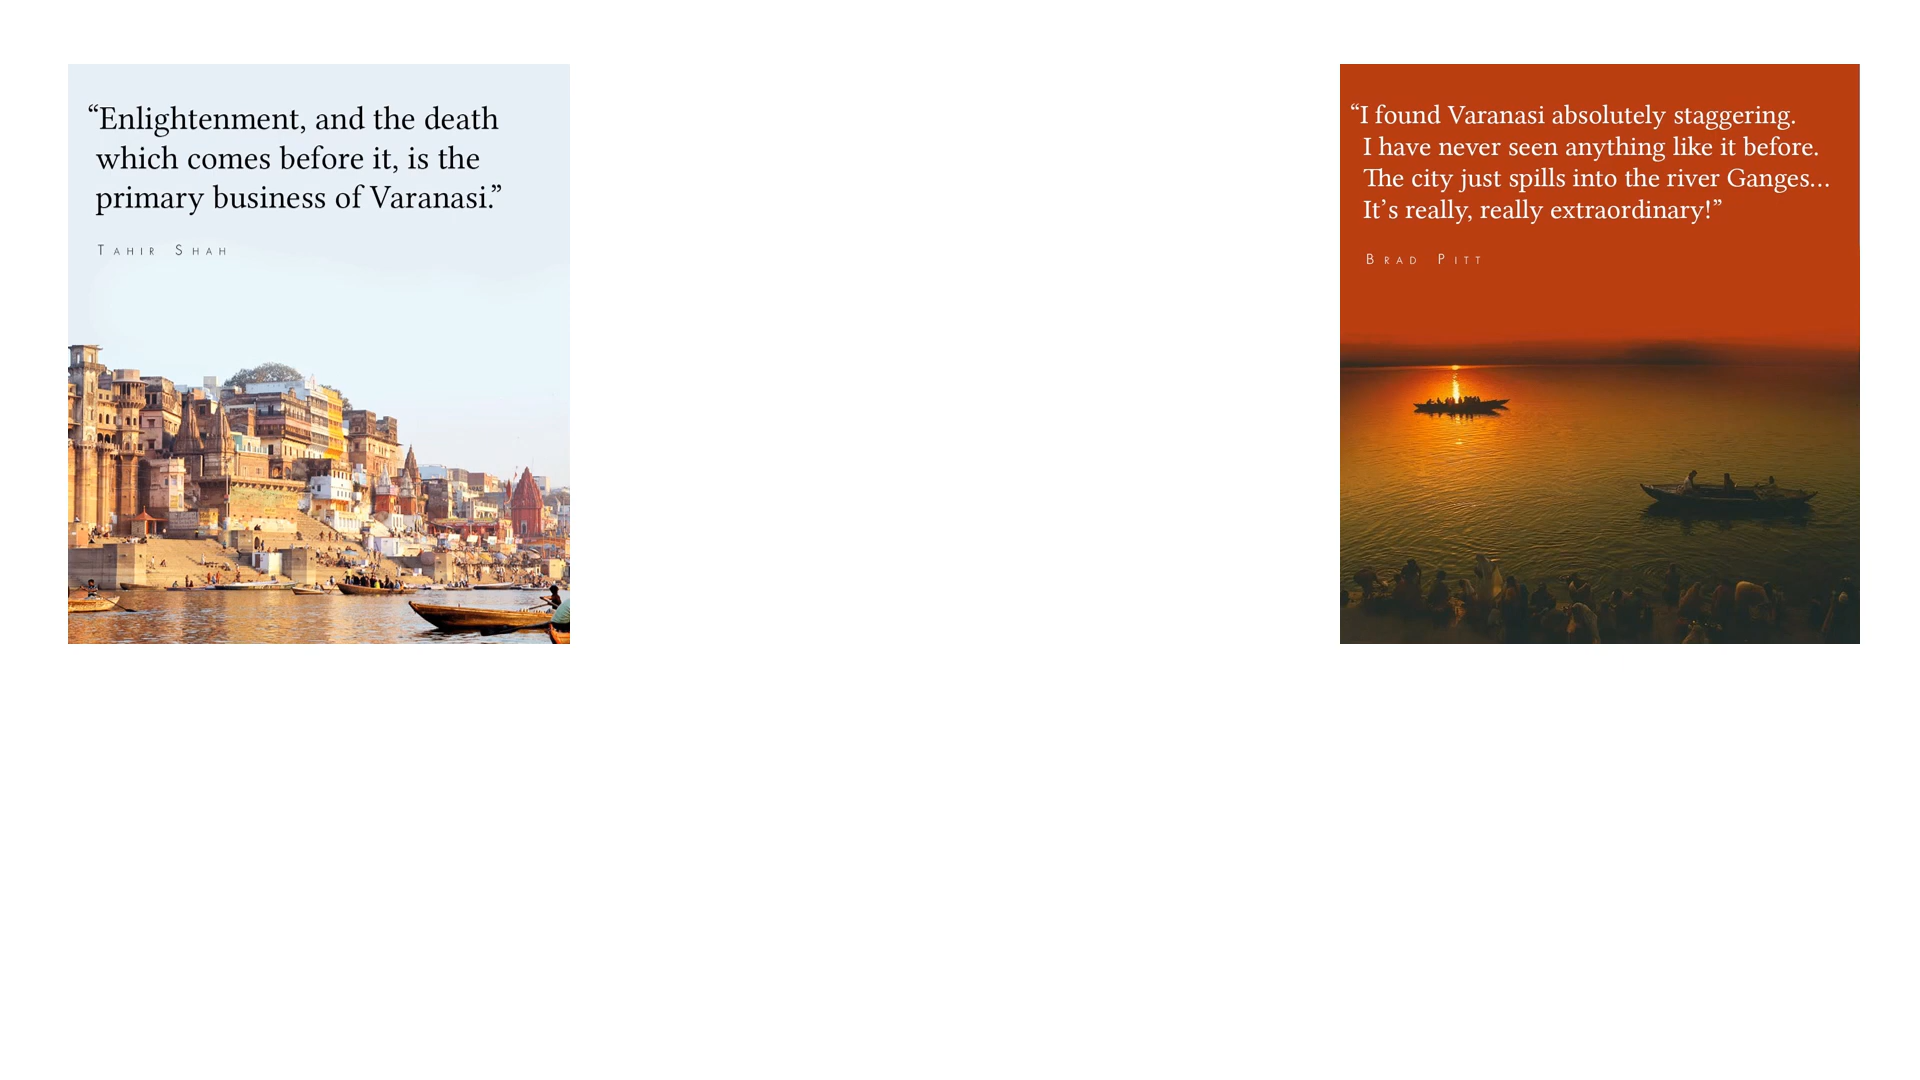 “Enlightenment, and the death
which comes before it, is the
primary business of Varanasi.”
Tahir Shah
“I found Varanasi absolutely staggering.
I have never seen anything like it before.
The city just spills into the river Ganges...
It’s really, really extraordinary!”
Brad Pitt